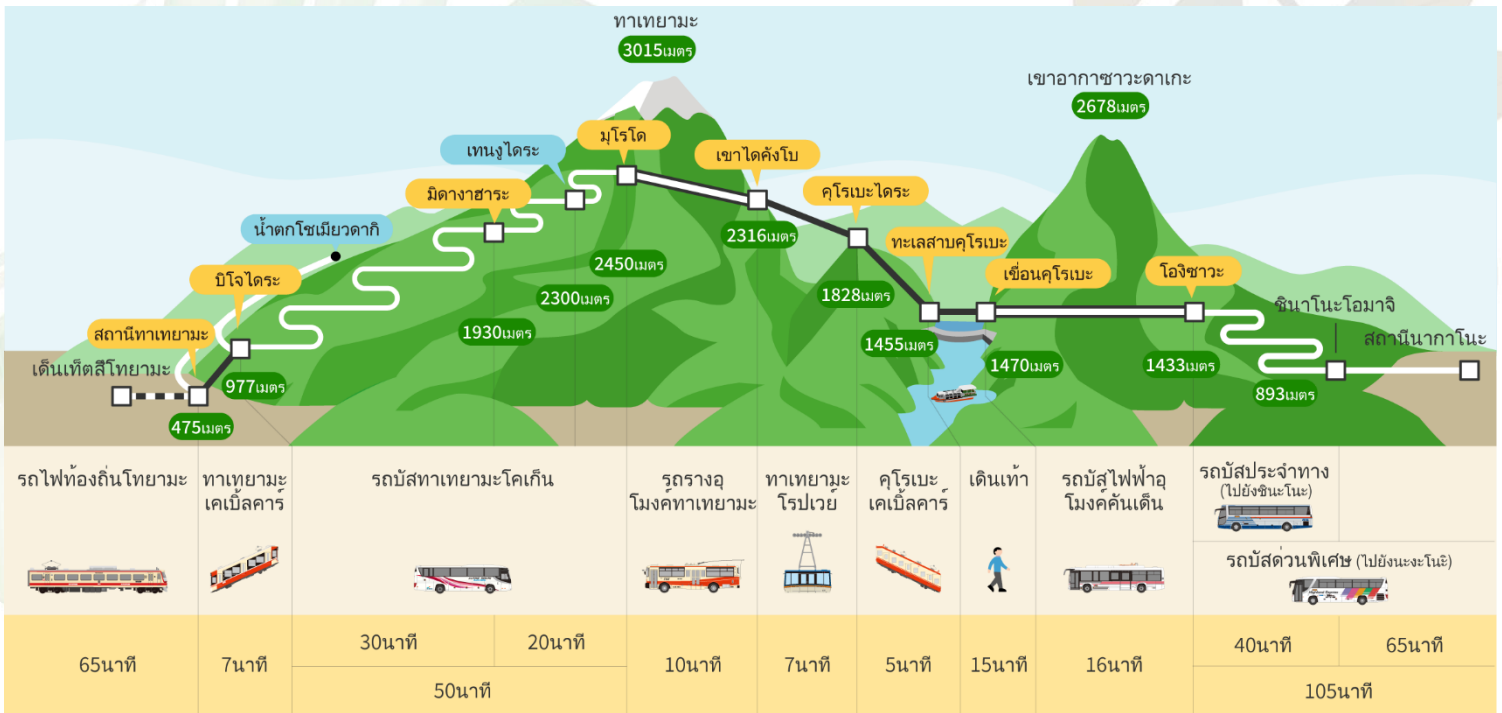 ทาเทยามะ
3015เมตร
เขาอากาซาวะดาเกะ
2678เมตร
มุโรโด
เทนงูไดระ
เขาไดคังโบ
มิดางาฮาระ
คุโรเบะไดระ
น้ำตกโชเมียวดากิ
2316เมตร
ทะเลสาบคุโรเบะ
2450เมตร
บิโจไดระ
เขื่อนคุโรเบะ
โองิซาวะ
1828เมตร
2300เมตร
ชินาโนะโอมาจิ
สถานีทาเทยามะ
1930เมตร
สถานีนากาโนะ
1455เมตร
เด็นเท็ตสึโทยามะ
1470เมตร
1433เมตร
977เมตร
893เมตร
475เมตร
รถไฟท้องถิ่นโทยามะ
ทาเทยามะ
เคเบิ้ลคาร์
รถบัสทาเทยามะโคเก็น
รถรางอุ
โมงค์ทาเทยามะ
ทาเทยามะ
โรปเวย์
คุโรเบะ
เคเบิ้ลคาร์
เดินเท้า
รถบัสไฟฟ้าอุ
โมงค์คันเด็น
รถบัสประจำทาง
(ไปยังชินะโนะ)
รถบัสด่วนพิเศษ (ไปยังนะงะโนะ)
65นาที
7นาที
30นาที
20นาที
50นาที
10นาที
7นาที
5นาที
15นาที
16นาที
40นาที
65นาที
105นาที